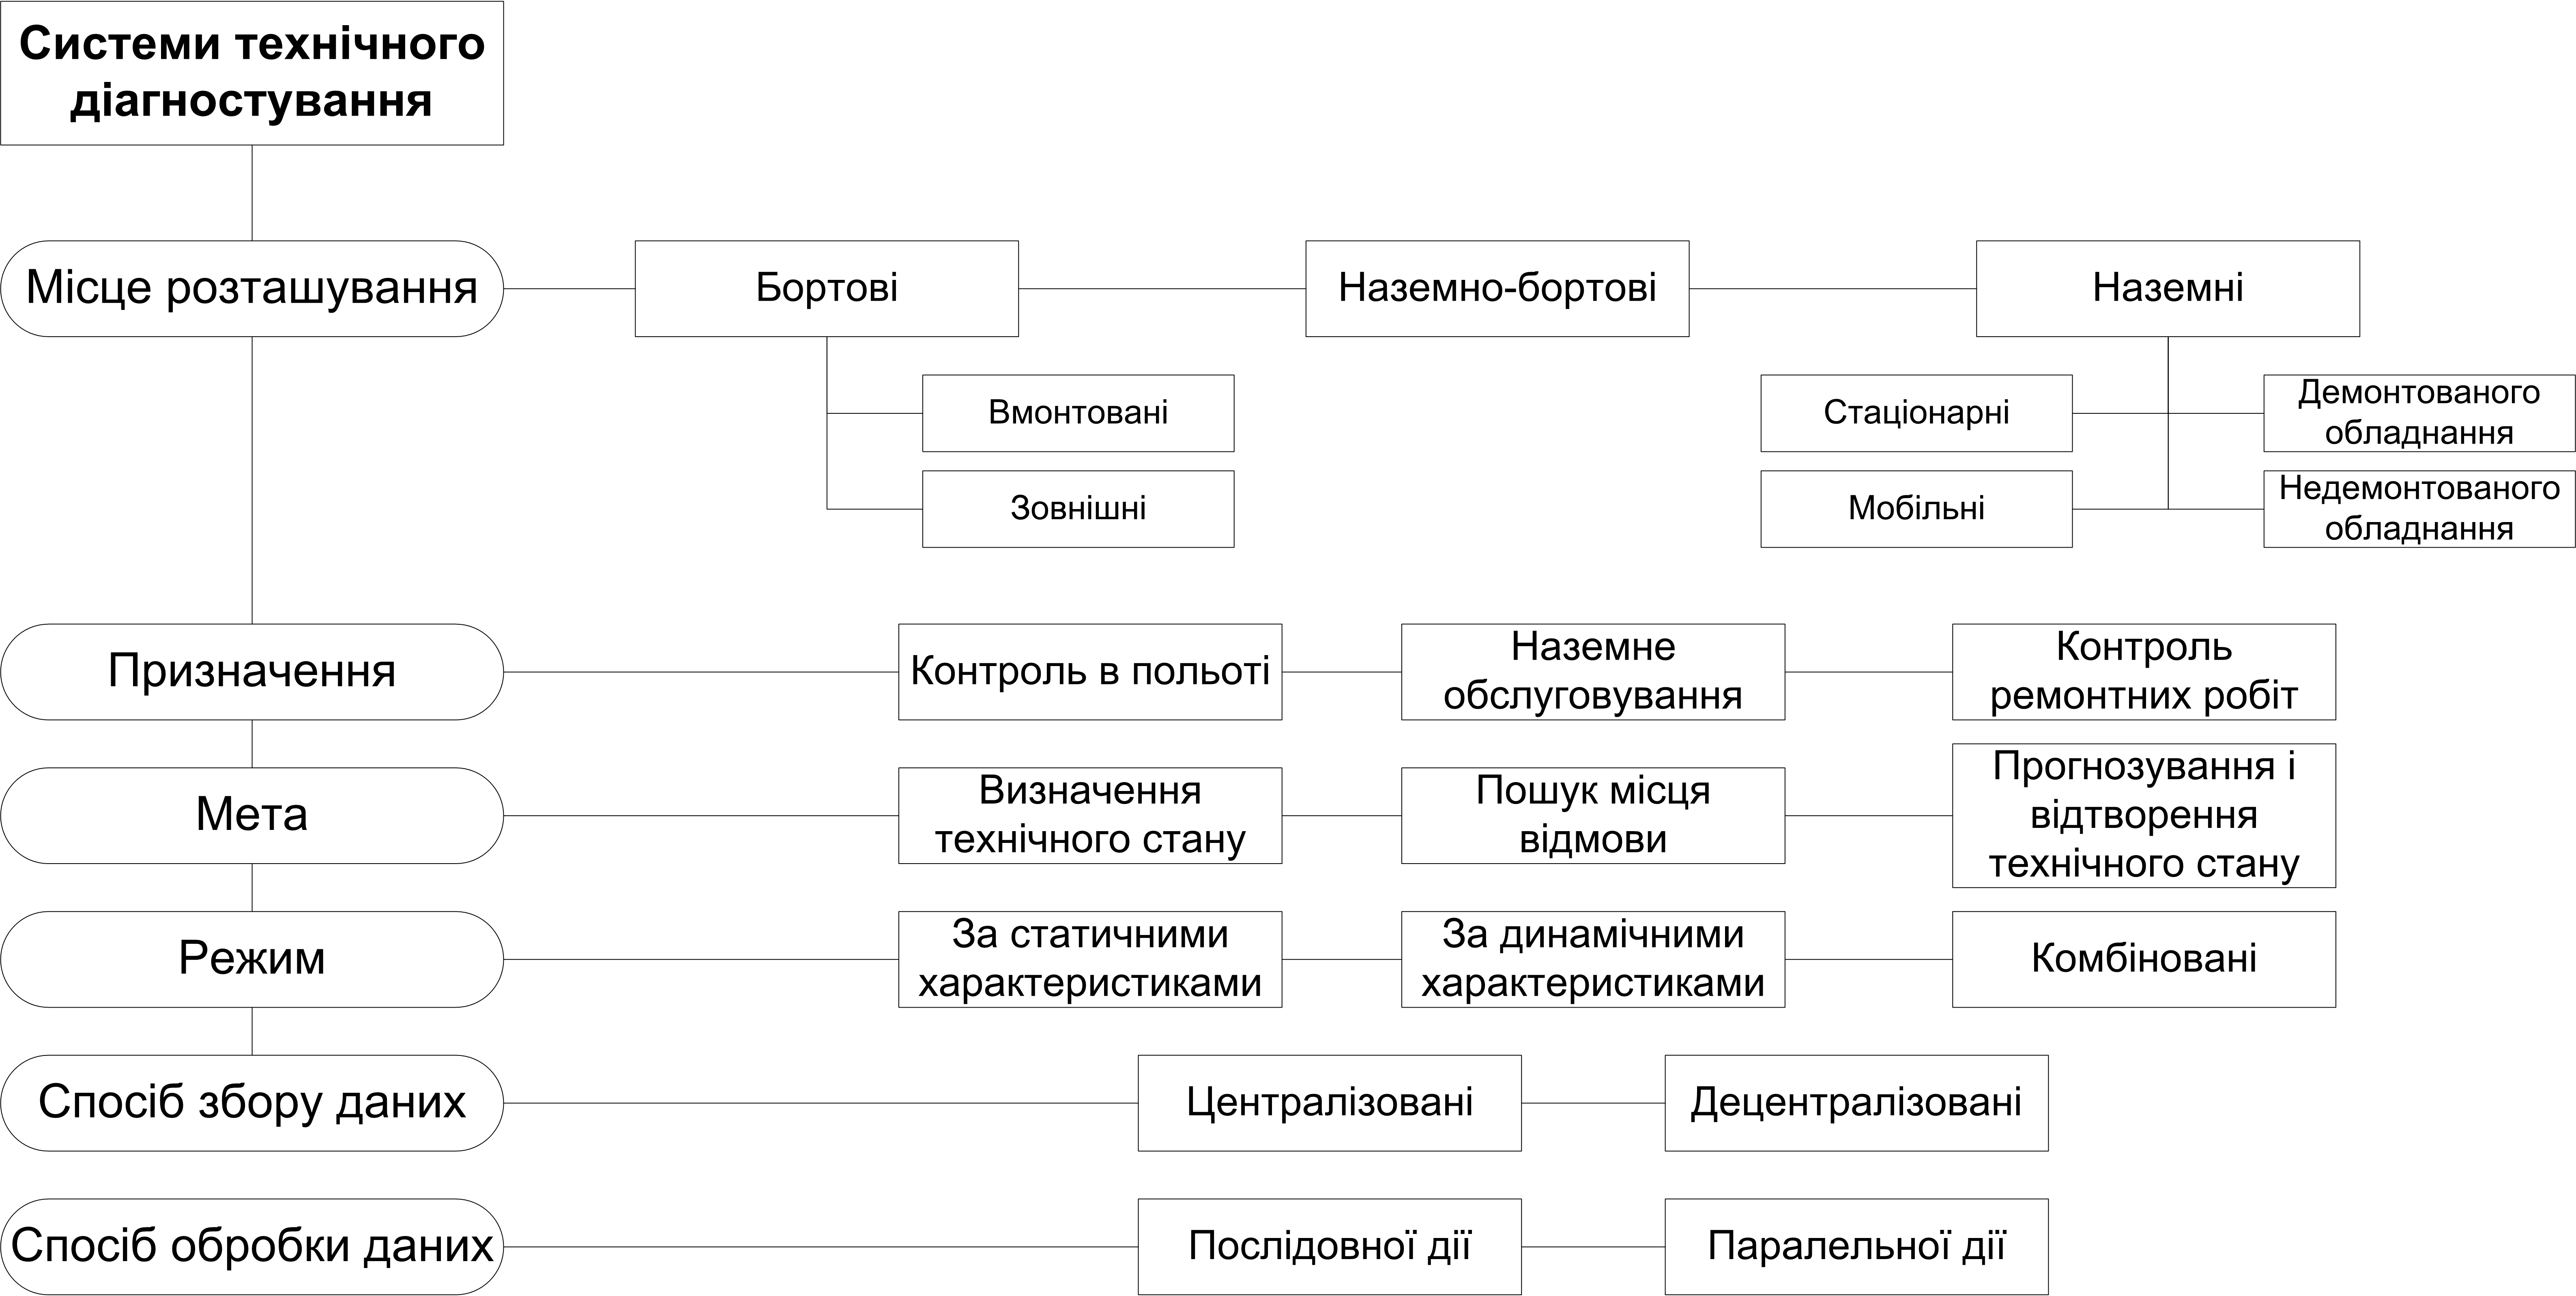 Системи технічного
діагностування
Місце розташування
Бортові
Наземно-бортові
Наземні
Вмонтовані
Зовнішні
Стаціонарні
Демонтованого
обладнання
Мобільні
Недемонтованого
обладнання
Призначення
Контроль в польоті
Наземне
обслуговування
Контроль
ремонтних робіт
Мета
Визначення
технічного стану
Пошук місця
відмови
Прогнозування і
відтворення
технічного стану
Режим
За статичними
характеристиками
За динамічними
характеристиками
Комбіновані
Спосіб збору даних
Централізовані
Децентралізовані
Спосіб обробки даних
Послідовної дії
Паралельної дії